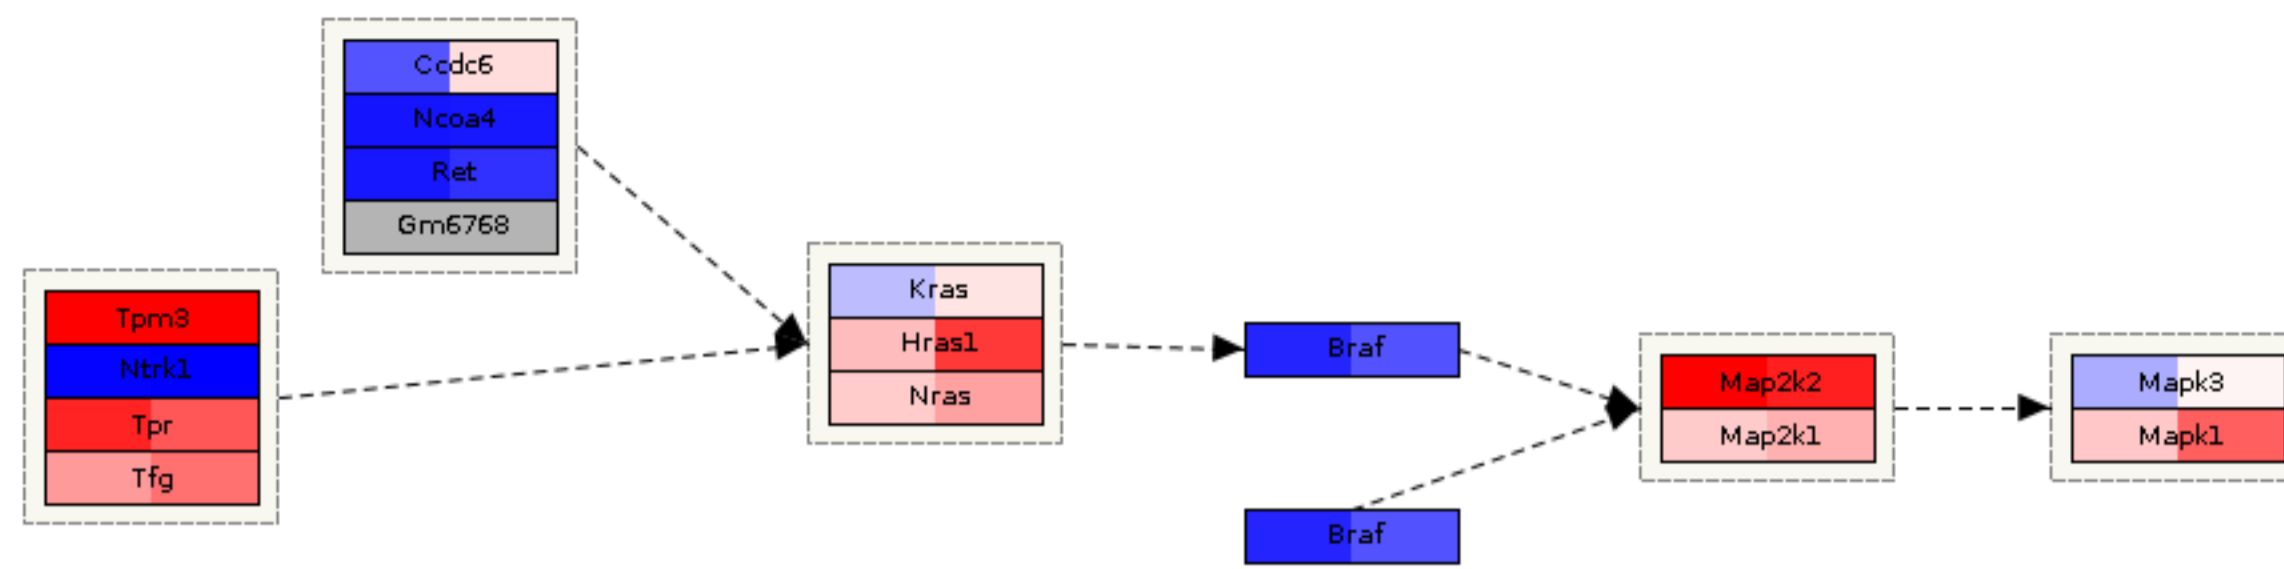 Ccdc6
Ncoa4
Ret
Gm6768
Tpm3
Ntrk1
Tpr
Tfg
Kras
Hras1
Nras
Braf
Braf
Map2k2
Map2k1
Mapk3
Mapk1